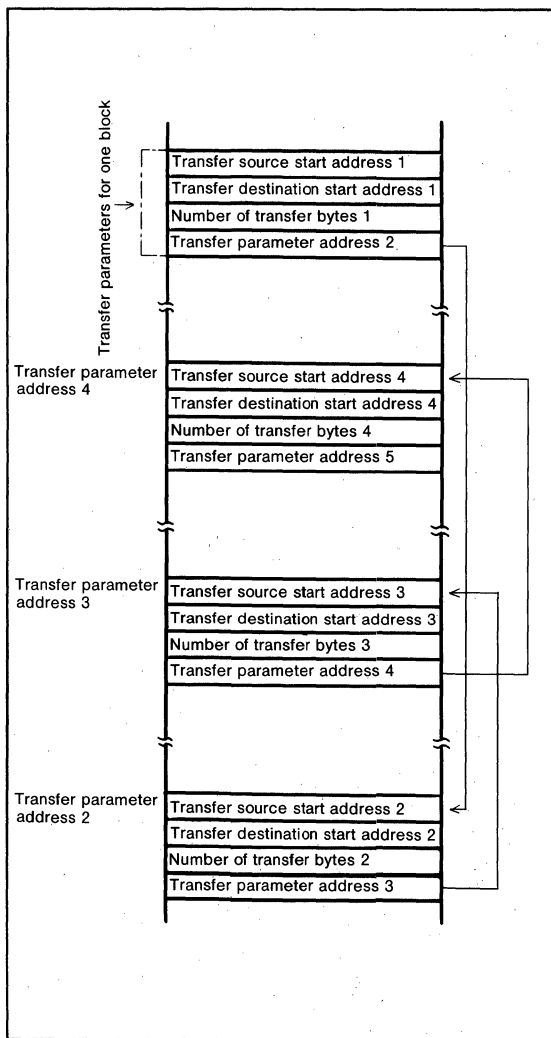 Transfer parameters for one block
Transfer source start address 1
Transfer destination start address 1
Number of transfer bytes 1
Transfer parameter address 2
Transfer parameter
address 4
Transfer source start address 4
Transfer destination start address 4
Number of transfer bytes 4
Transfer parameter address 5
Transfer parameter
address 3
Transfer source start address 3
Transfer destination start address 3
Number of transfer bytes 3
Transfer parameter address 4
Transfer parameter
address 2
Transfer source start address 2
Transfer destination start address 2
Number of transfer bytes 2
Transfer parameter address 3